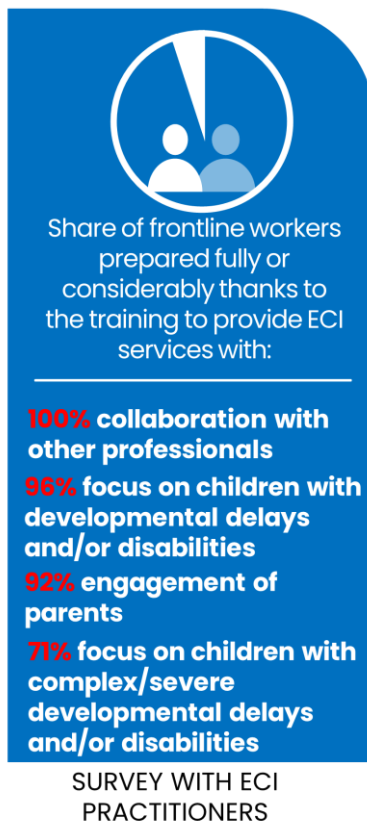 Share of frontline workers
prepared fully or
considerably thanks to
the training to provide ECI
services with:
100% collaboration with
other professionals
96% focus on children with
developmental delays
and/or disabilities
92% engagement of
parents
71% focus on children with
complex/severe
developmental delays
and/or disabilities
SURVEY WITH ECI
PRACTITIONERS